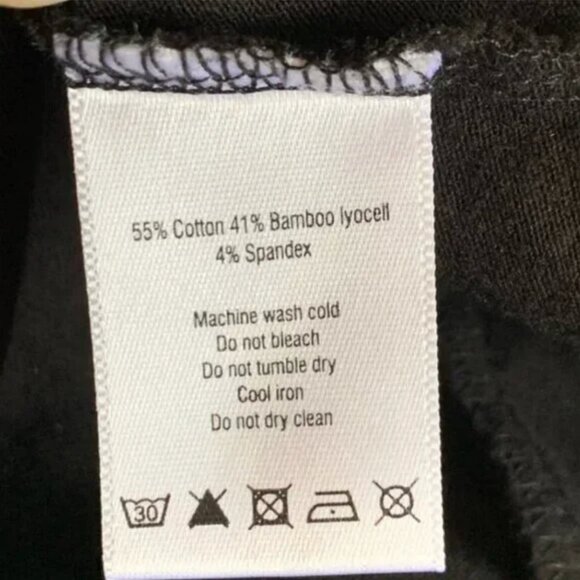 55% Cotton 41% Bamboo lyocell
4% Spandex
Machine wash cold
Do not bleach
Do not tumble dry
Cool iron
Do not dry clean
30